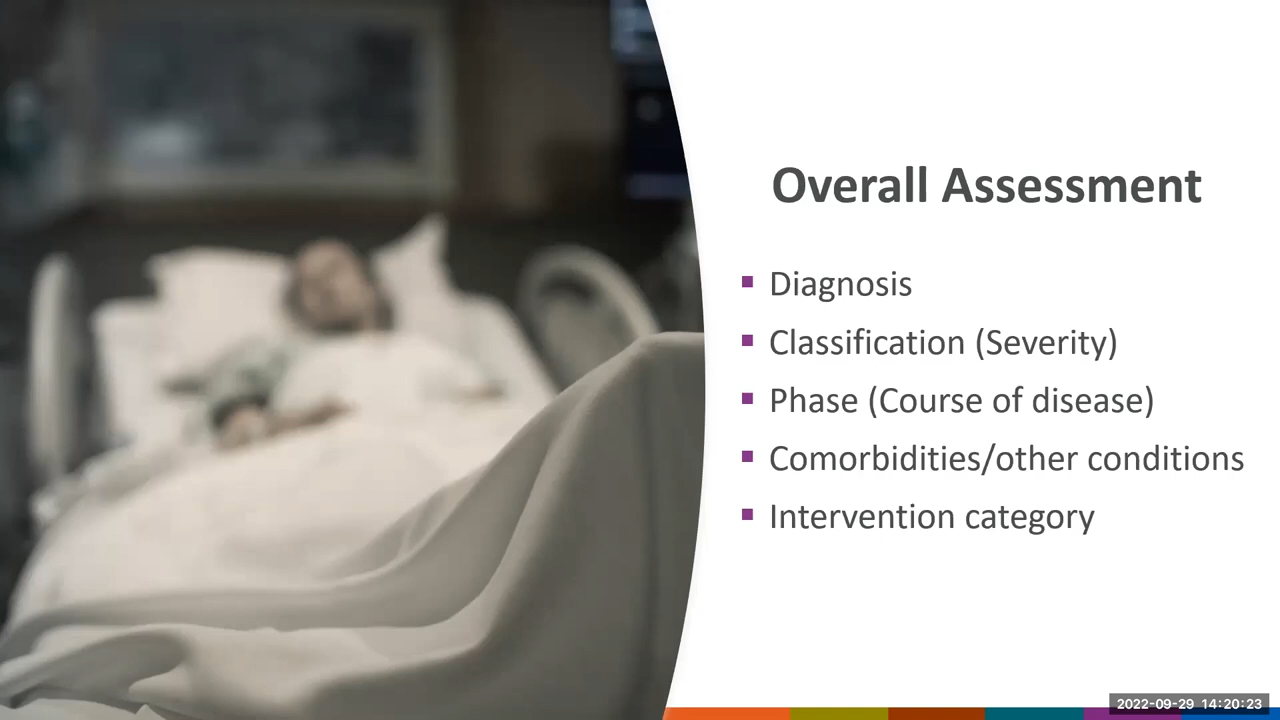 Overall Assessment
Diagnosis
Classification (Severity)
Phase (Course of disease)
Comorbidities/other conditions
Intervention category
2022-09-29 14:20:23